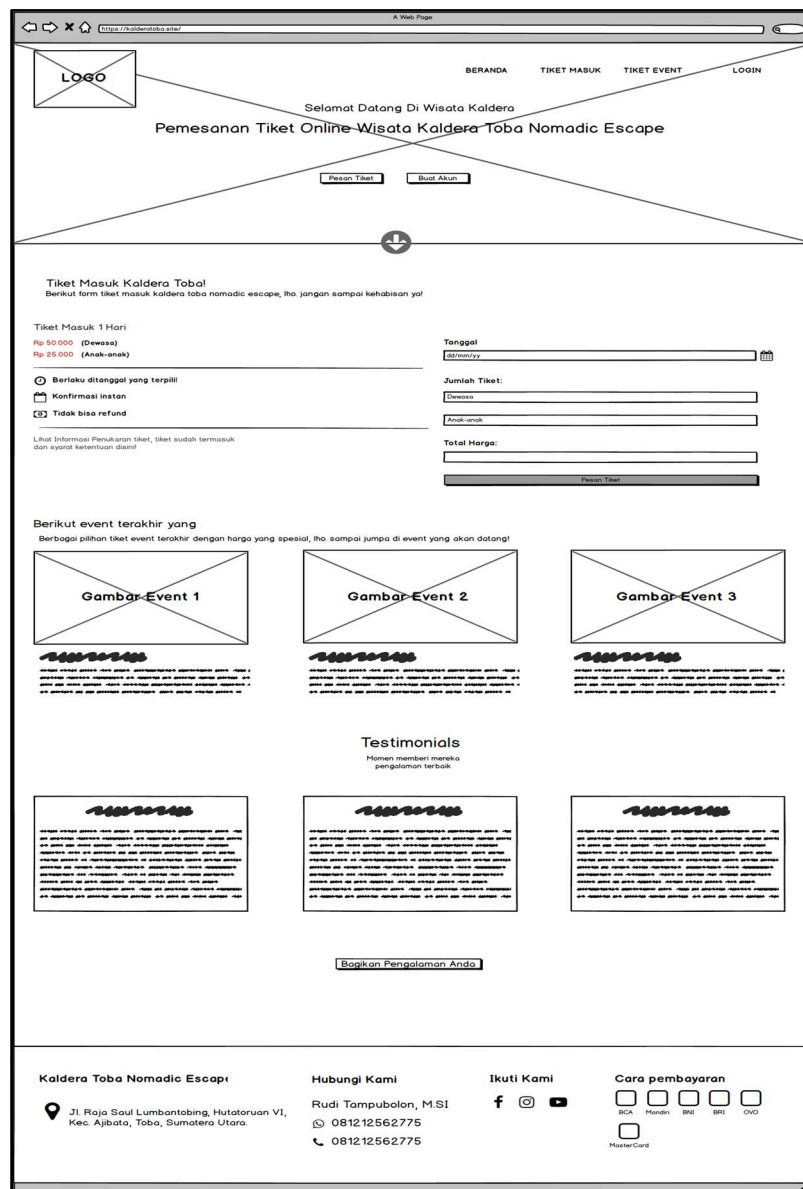 A Web Page
https://kalderatoba.site/
LOGO
BERANDA TIKET MASUK TIKET EVENT LOGIN
Selamat Datang Di Wisata Kaldera
Pemesanan Tiket Online Wisata Kaldera Toba Nomadic Escape
Pesan Tiket Buat Akun
Tiket Masuk Kaldera Toba!
Berikut form tiket masuk kaldera toba nomadic escape, lho. jangan sampai kehabisan ya!
Tiket Masuk 1 Hari
Rp 50.000 (Dewasa)
Rp 25.000 (Anak-anak)
Berlaku ditanggal yang terpilil
Konfirmasi instan
Tidak bisa refund
Lihat Informasi Penukaran tiket, tiket sudah termasuk
dan syarat ketentuan disini!
Tanggal
dd/mm/yy
Jumlah Tiket:
Dewasa
Anak-anak
Total Harga:
Pesan Tiket
Berikut event terakhir yang
Berbagai pilihan tiket event terakhir dengan harga yang spesial, lho. sampai jumpa di event yang akan datang!
Gambar Event 1 Gambar Event 2 Gambar Event 3
Testimonials
Momen memberi mereka
pengalaman terbaik
Bagikan Pengalaman Anda
Kaldera Toba Nomadic Escap
Jl. Raja Saul Lumbantobing, Hutatoruan VI,
Kec. Ajibata, Toba, Sumatera Utara.
Hubungi Kami
Rudi Tampubolon, M.SI
081212562775
081212562775
Ikuti Kami
Cara pembayaran
BCA Mandiri BNI BRI OVO
MasterCard